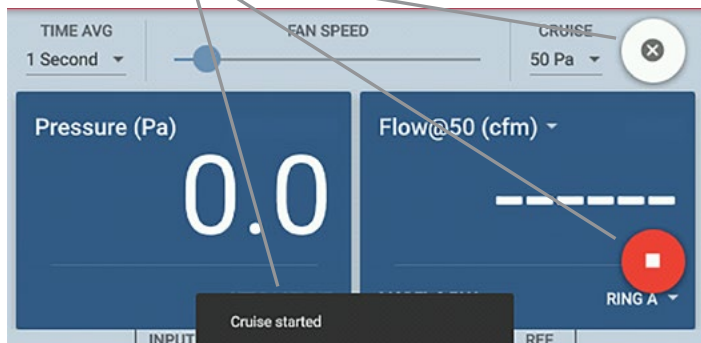 TIME AVG
FAN SPEED
CRUISE
1 Second
50 Pa
Pressure (Pa)
Flow@50 (cfm)
0.0
------
RING A
Cruise started
INPUT
REF